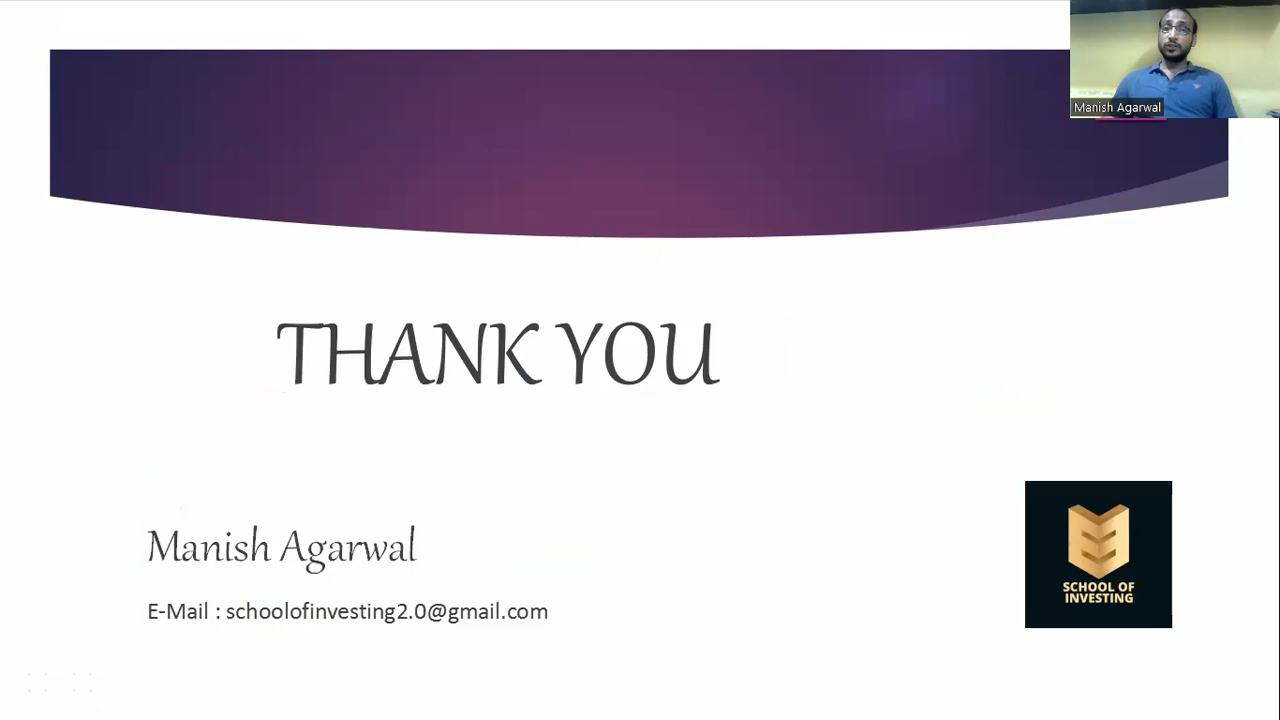 Manish Agarwal
THANK YOU
Manish Agarwal
E-Mail : schoolofinvesting2.0@gmail.com
SCHOOL OF
INVESTING